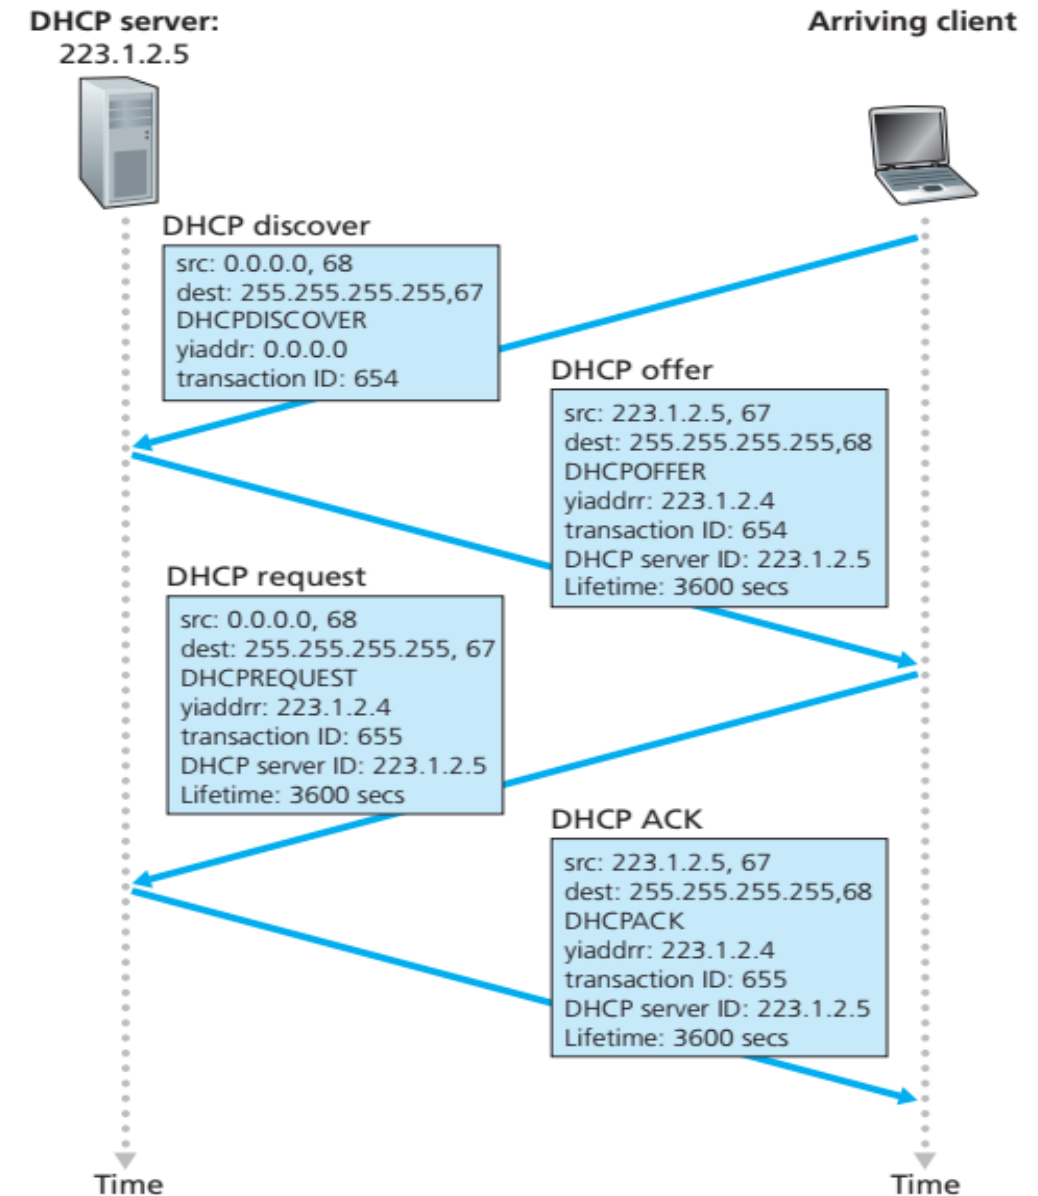 DHCP server:
223.1.2.5
Arriving client
DHCP discover
src: 0.0.0.0, 68
dest: 255.255.255.255,67
DHCPDISCOVER
yiaddr: 0.0.0.0
transaction ID: 654
DHCP offer
src: 223.1.2.5, 67
dest: 255.255.255.255,68
DHCPOFFER
yiaddrr: 223.1.2.4
transaction ID: 654
DHCP server ID: 223.1.2.5
Lifetime: 3600 secs
DHCP request
src: 0.0.0.0, 68
dest: 255.255.255.255, 67
DHCPREQUEST
yiaddrr: 223.1.2.4
transaction ID: 655
DHCP server ID: 223.1.2.5
Lifetime: 3600 secs
DHCP ACK
src: 223.1.2.5, 67
dest: 255.255.255.255,68
DHCPACK
yiaddrr: 223.1.2.4
transaction ID: 655
DHCP server ID: 223.1.2.5
Lifetime: 3600 secs
Time
Time